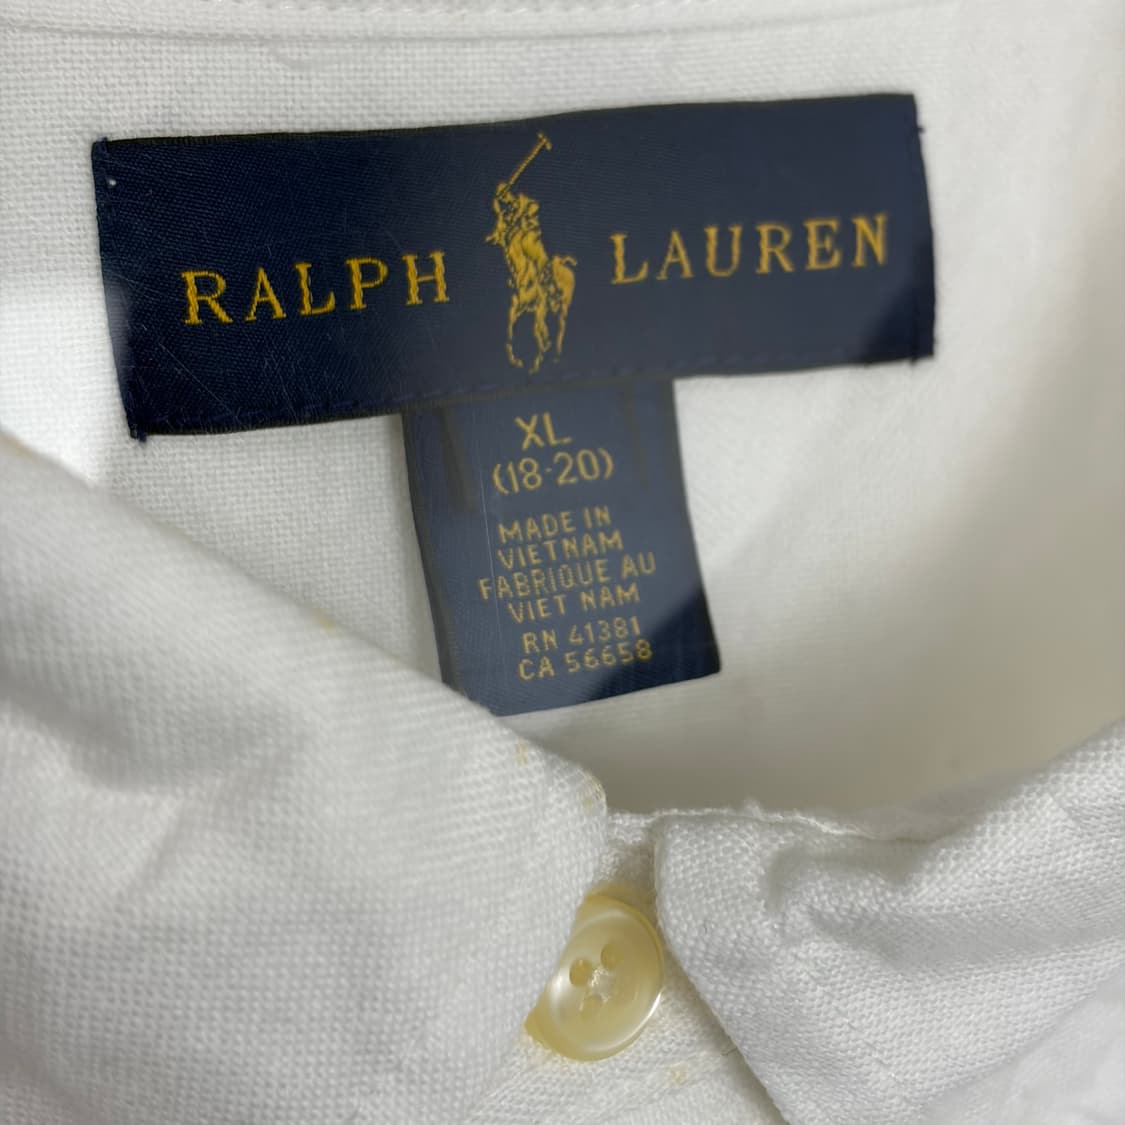 RALPH LAUREN
XL
(18-20)
MADE IN
VIETNAM
FABRIQUE AU
VIET NAM
RN 41381
CA 56658